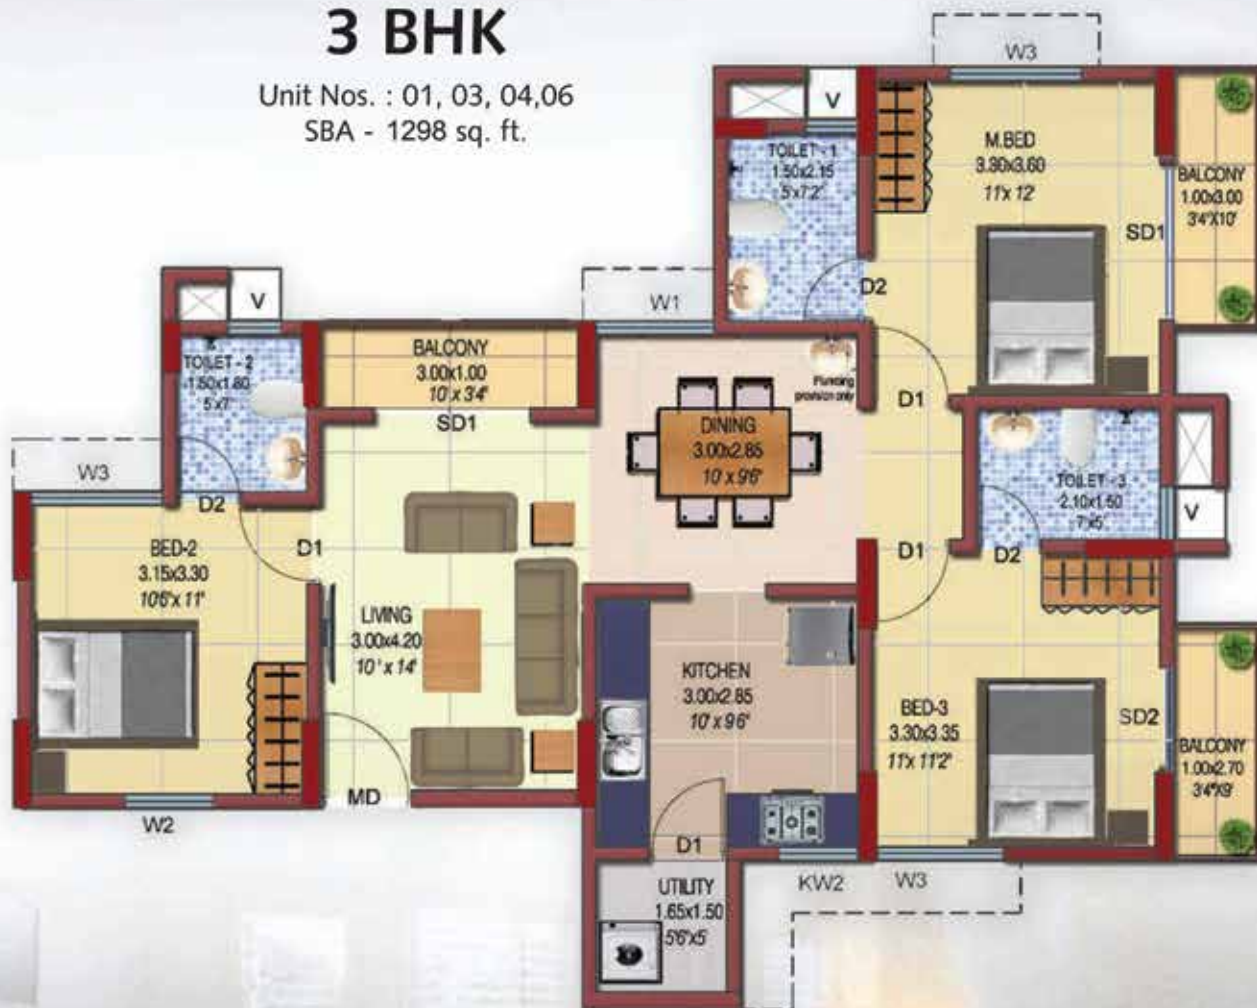 3 BHK
Unit Nos. : 01, 03, 04,06
SBA - 1298 sq. ft.
W3
V
TOILET - 1
1.50x2.15
5'x7'2"
M.BED
3.30x3.60
11'x 12'
BALCONY
1.00x3.00
3'4"X10'
SD1
D2
V
W1
TOILET - 2
1.50x1.80
5'x7'
BALCONY
3.00x1.00
10' x 3'4"
SD1
Plumbing
provision only
D1
DINING
3.00x2.85
10' x 9'6"
W3
D2
TOILET - 3
2.10x1.50
7'x5'
V
D1
D1
D2
BED-2
3.15x3.30
10'6"x 11'
LIVING
3.00x4.20
10' x 14'
KITCHEN
3.00x2.85
10' x 9'6"
BED-3
3.30x3.35
11'x 11'2"
SD2
BALCONY
1.00x2.70
3'4"X9'
MD
W2
D1
KW2
W3
UTILITY
1.65x1.50
5'6"x5'